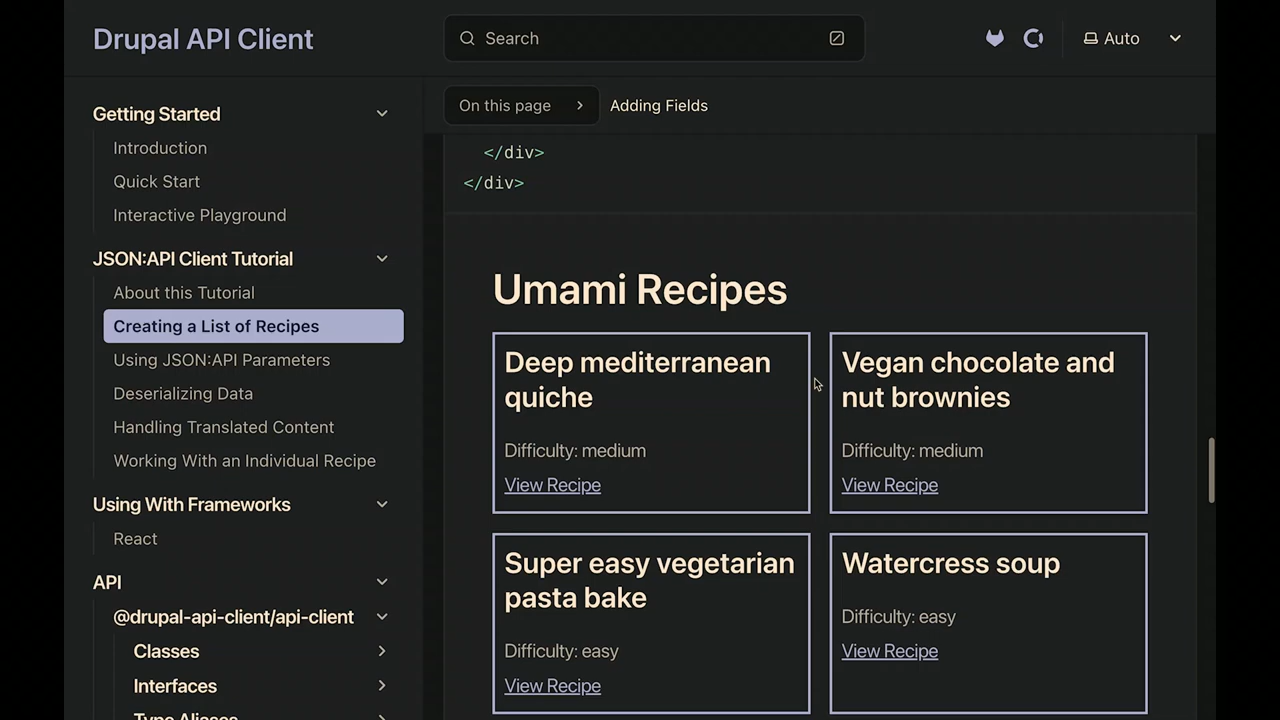 Drupal API Client
Search
Auto
Getting Started
Introduction
Quick Start
Interactive Playground
JSON:API Client Tutorial
About this Tutorial
Creating a List of Recipes
Using JSON:API Parameters
Deserializing Data
Handling Translated Content
Working With an Individual Recipe
Using With Frameworks
React
API
@drupal-api-client/api-client
Classes
Interfaces
Type Aliases
On this page
Adding Fields
</div>
</div>
Umami Recipes
Deep mediterranean
quiche
Difficulty: medium
View Recipe
Vegan chocolate and
nut brownies
Difficulty: medium
View Recipe
Super easy vegetarian
pasta bake
Difficulty: easy
View Recipe
Watercress soup
Difficulty: easy
View Recipe